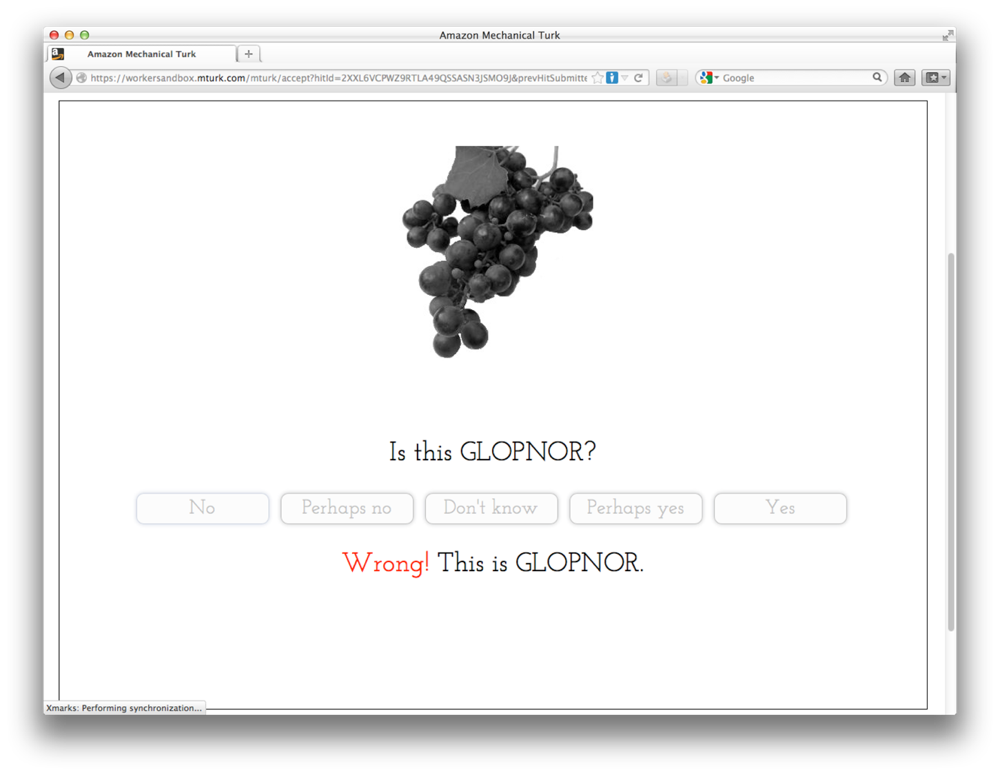 Amazon Mechanical Turk
Amazon Mechanical Turk
https://workersandbox.mturk.com/mturk/accept?hitId=2XXL6VCPWZ9RTLA49QSSASN3JSMO9J&prevHitSubmitte
Google
Is this GLOPNOR?
No Perhaps no Don't know Perhaps yes Yes
Wrong! This is GLOPNOR.
Xmarks: Performing synchronization...